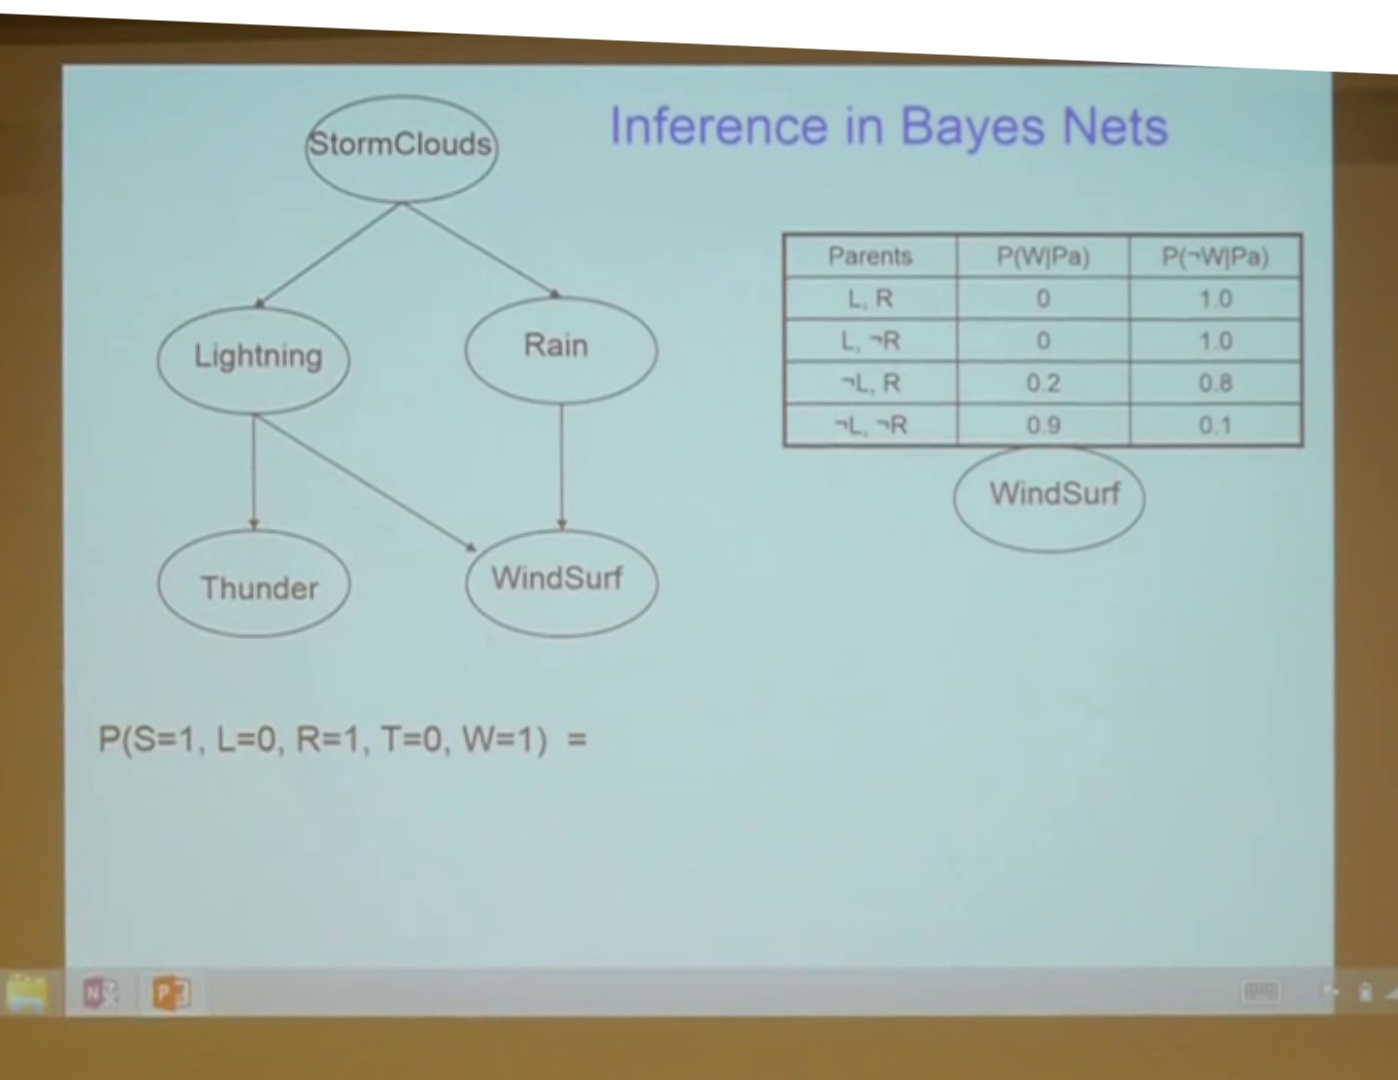 Inference in Bayes Nets
StormClouds
Lightning
Rain
Thunder
WindSurf
Parents P(W|Pa) P(¬W|Pa)
L, R 0 1.0
L, ¬R 0 1.0
¬L, R 0.2 0.8
¬L, ¬R 0.9 0.1
WindSurf
P(S=1, L=0, R=1, T=0, W=1) =